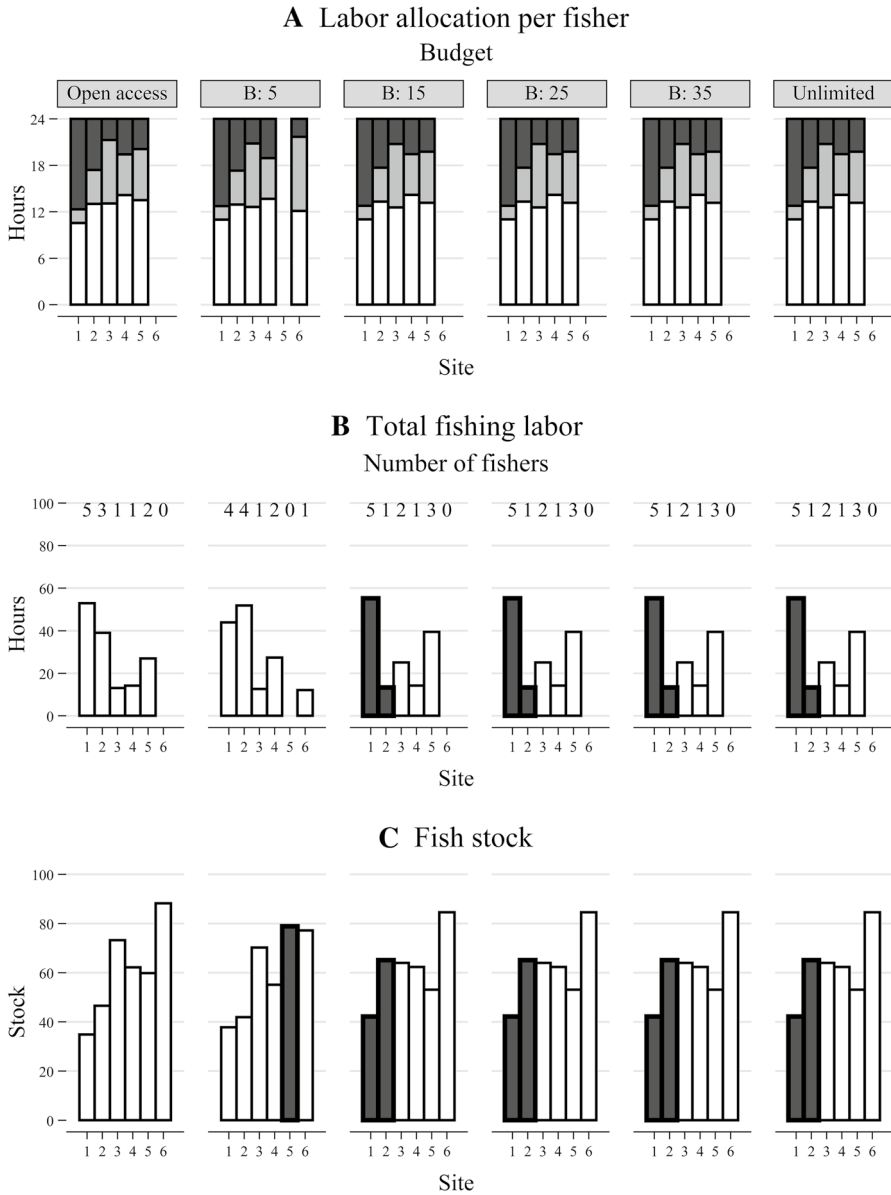 A Labor allocation per fisher
Budget
Open access B: 5 B: 15 B: 25 B: 35 Unlimited
24
18
12
6
0
Hours
1 2 3 4 5 6 1 2 3 4 5 6 1 2 3 4 5 6 1 2 3 4 5 6 1 2 3 4 5 6 1 2 3 4 5 6
Site
B Total fishing labor
Number of fishers
100
5 3 1 1 2 0 4 4 1 2 0 1 5 1 2 1 3 0 5 1 2 1 3 0 5 1 2 1 3 0 5 1 2 1 3 0
80
60
40
20
0
Hours
1 2 3 4 5 6 1 2 3 4 5 6 1 2 3 4 5 6 1 2 3 4 5 6 1 2 3 4 5 6 1 2 3 4 5 6
Site
C Fish stock
100
80
60
40
20
0
Stock
1 2 3 4 5 6 1 2 3 4 5 6 1 2 3 4 5 6 1 2 3 4 5 6 1 2 3 4 5 6 1 2 3 4 5 6
Site